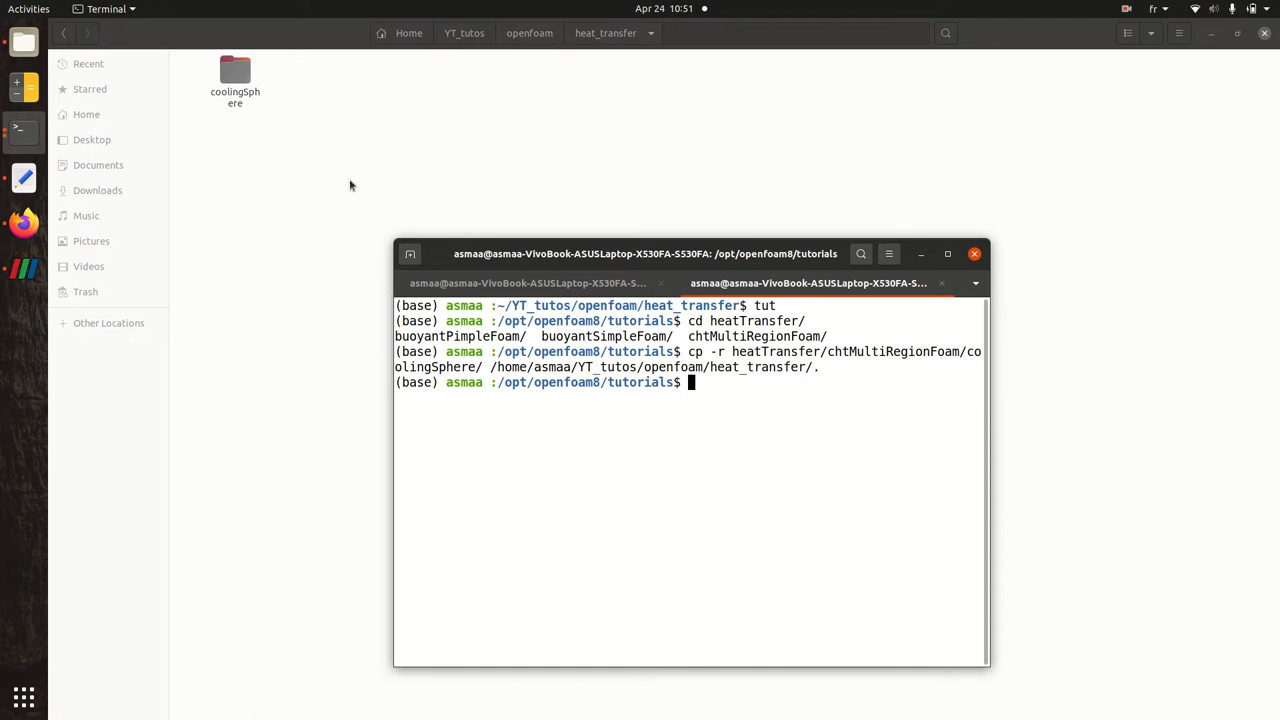 Activities
Terminal
Apr 24 10:51
fr
Home
YT_tutos
openfoam
heat_transfer
Recent
Starred
Home
Desktop
Documents
Downloads
Music
Pictures
Videos
Trash
Other Locations
coolingSph
ere
asmaa@asmaa-VivoBook-ASUSLaptop-X530FA-S530FA: /opt/openfoam8/tutorials
asmaa@asmaa-VivoBook-ASUSLaptop-X530FA-S...
asmaa@asmaa-VivoBook-ASUSLaptop-X530FA-S...
(base) asmaa :~/YT_tutos/openfoam/heat_transfer$ tut
(base) asmaa :/opt/openfoam8/tutorials$ cd heatTransfer/
buoyantPimpleFoam/  buoyantSimpleFoam/  chtMultiRegionFoam/
(base) asmaa :/opt/openfoam8/tutorials$ cp -r heatTransfer/chtMultiRegionFoam/co
olingSphere/ /home/asmaa/YT_tutos/openfoam/heat_transfer/.
(base) asmaa :/opt/openfoam8/tutorials$